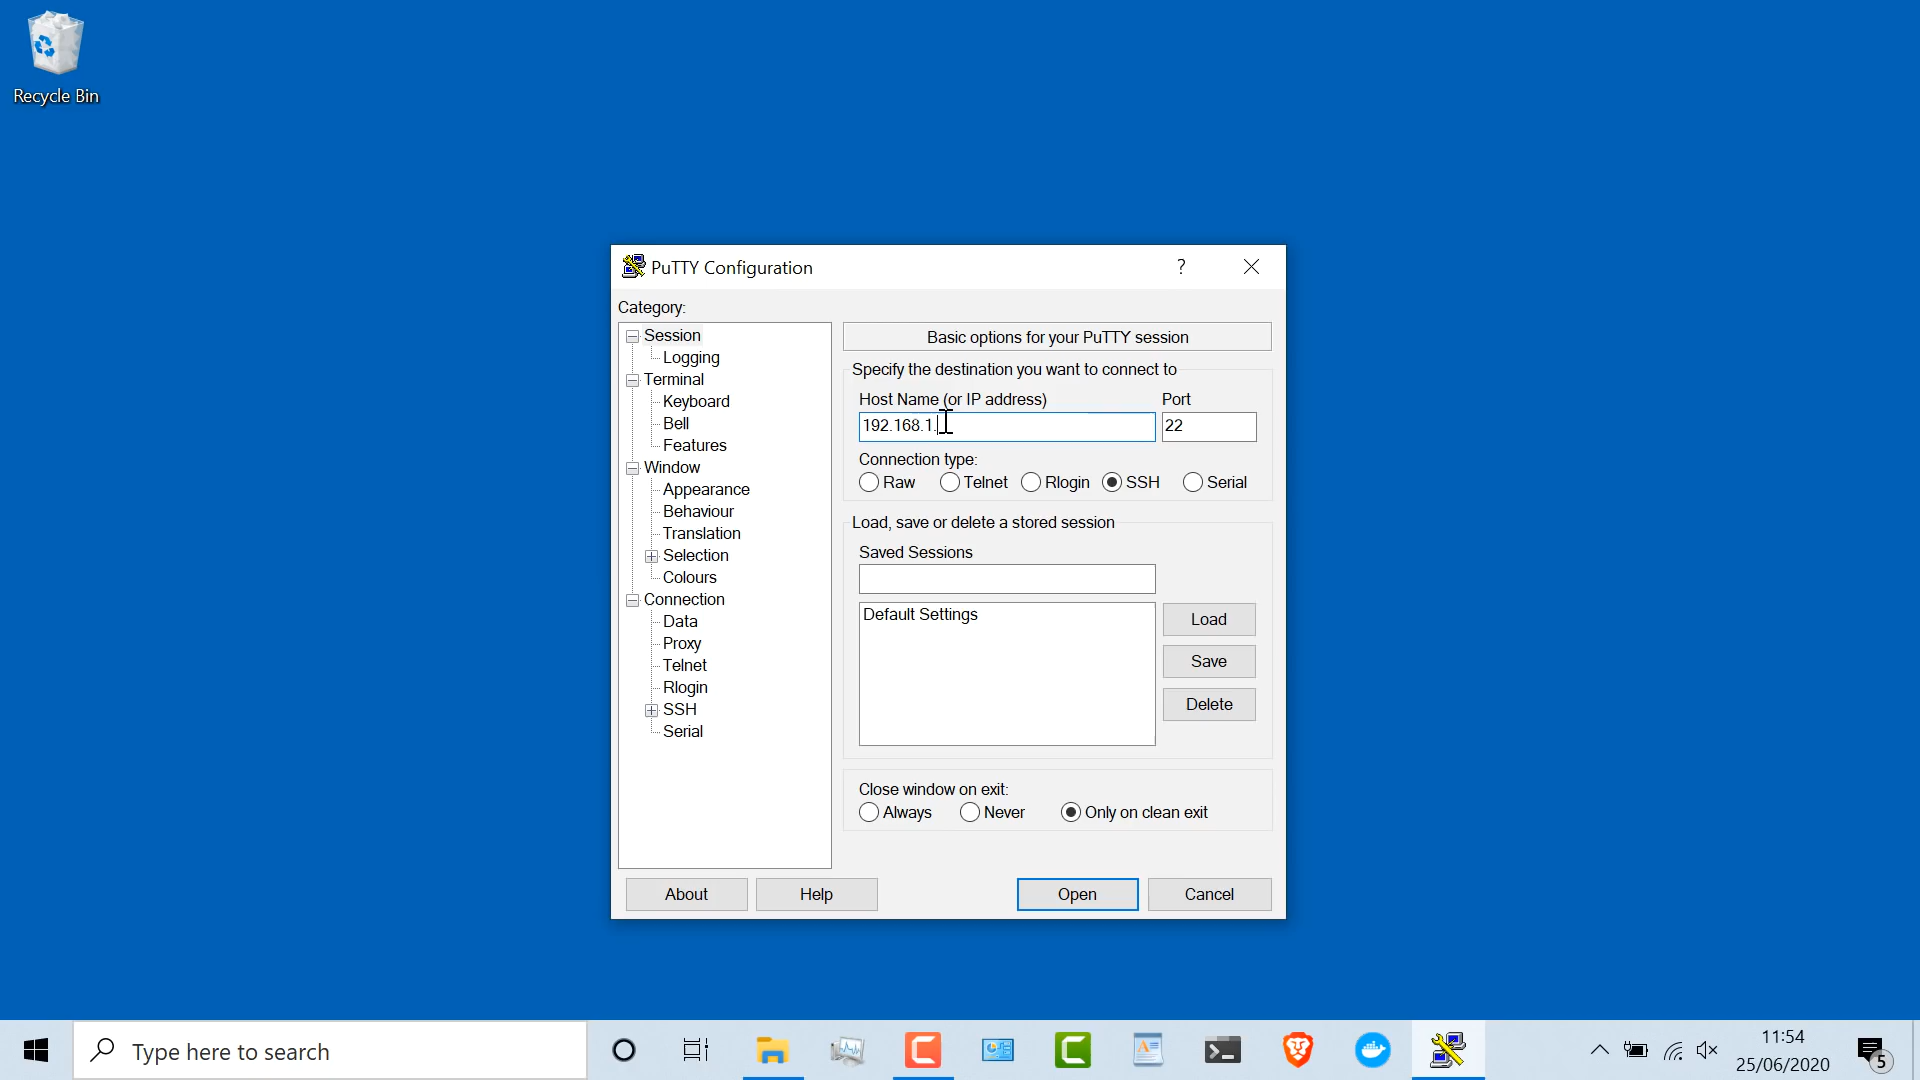 Recycle Bin
PuTTY Configuration
?
Category:
Session
Logging
Terminal
Keyboard
Bell
Features
Window
Appearance
Behaviour
Translation
Selection
Colours
Connection
Data
Proxy
Telnet
Rlogin
SSH
Serial
Basic options for your PuTTY session
Specify the destination you want to connect to
Host Name (or IP address) Port
192.168.1. 22
Connection type:
Raw Telnet Rlogin SSH Serial
Load, save or delete a stored session
Saved Sessions
Default Settings
Load
Save
Delete
Close window on exit:
Always Never Only on clean exit
About Help Open Cancel
Type here to search
11:54
25/06/2020
5